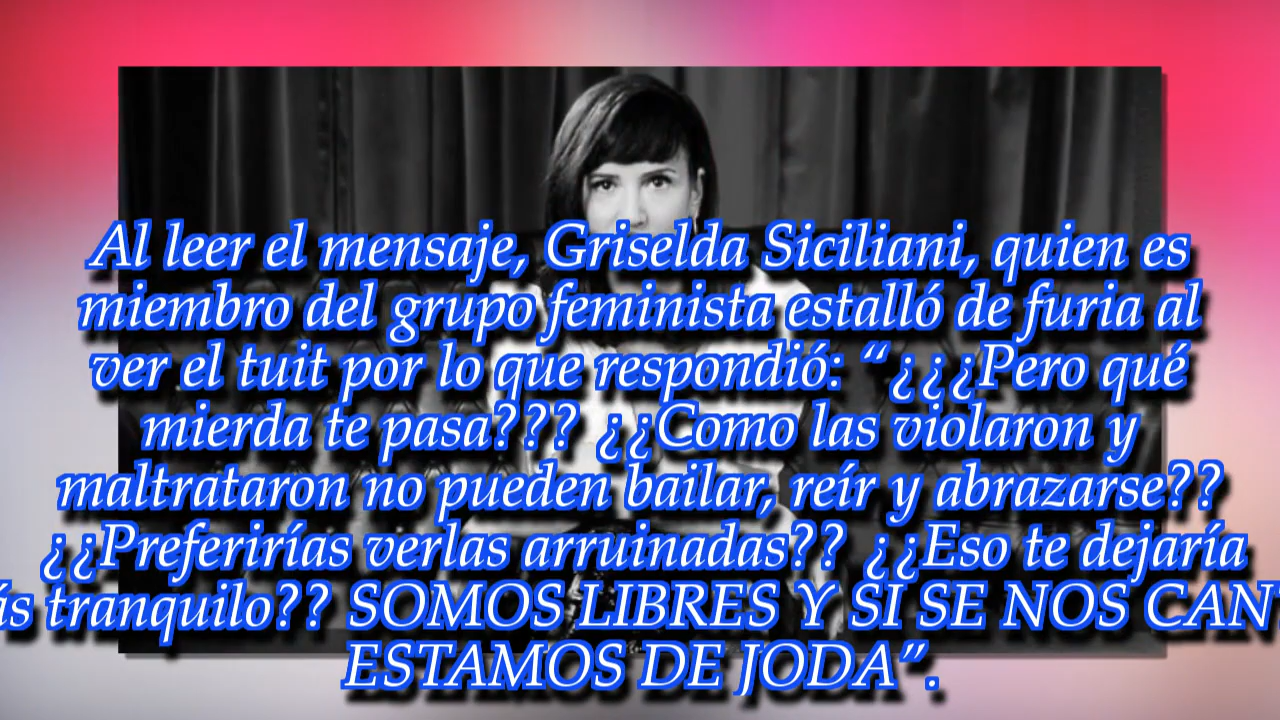 Al leer el mensaje, Griselda Siciliani, quien es
miembro del grupo feminista estalló de furia al
ver el tuit por lo que respondió: “¿¿¿Pero qué
mierda te pasa??? ¿¿Como las violaron y
maltrataron no pueden bailar, reír y abrazarse??
¿¿Preferirías verlas arruinadas?? ¿¿Eso te dejaría
tranquilo?? SOMOS LIBRES Y SI SE NOS
ESTAMOS DE JODA”.